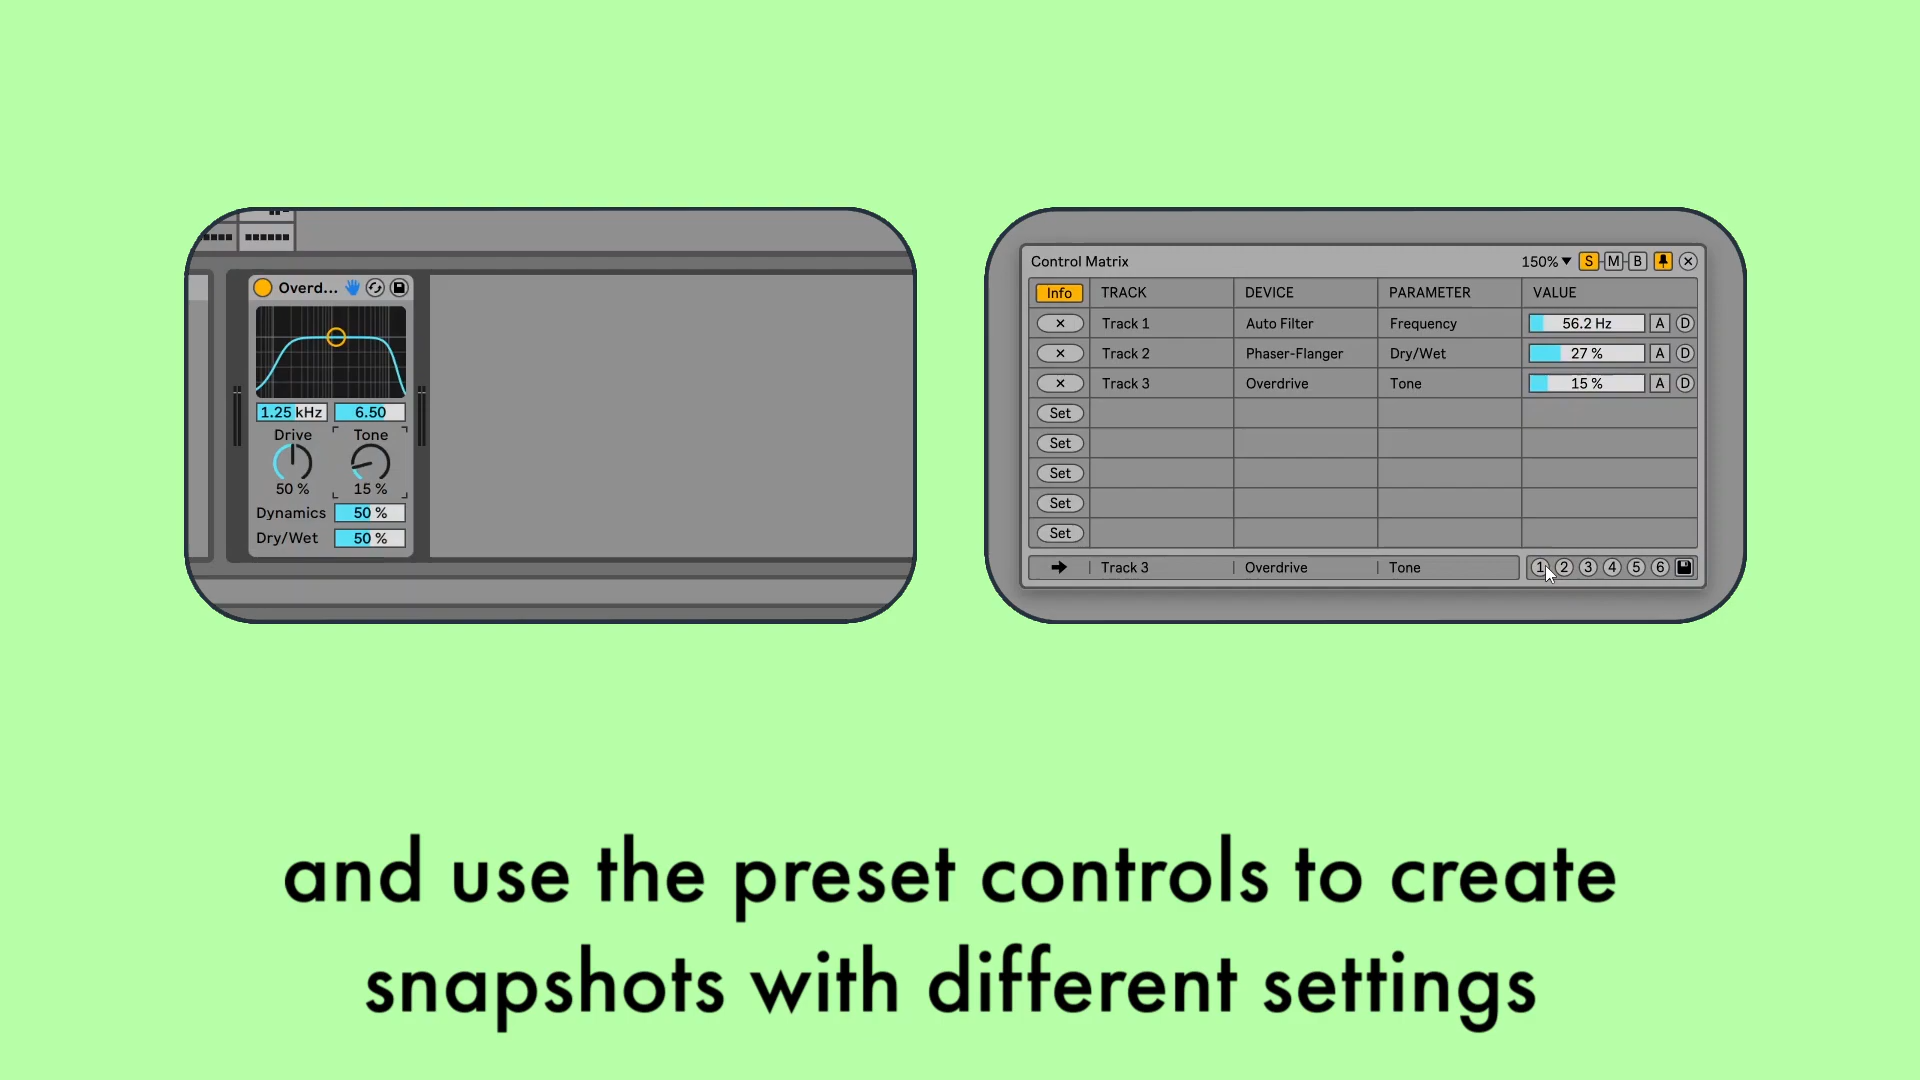 Overd...
1.25 kHz 6.50
Drive Tone
50 % 15 %
Dynamics 50 %
Dry/Wet 50 %
Control Matrix 150% S M B
Info TRACK DEVICE PARAMETER VALUE
Track 1 Auto Filter Frequency 56.2 Hz A D
Track 2 Phaser-Flanger Dry/Wet 27 % A D
Track 3 Overdrive Tone 15 % A D
Set
Set
Set
Set
Set
Track 3 Overdrive Tone 1 2 3 4 5 6
and use the preset controls to create
snapshots with different settings